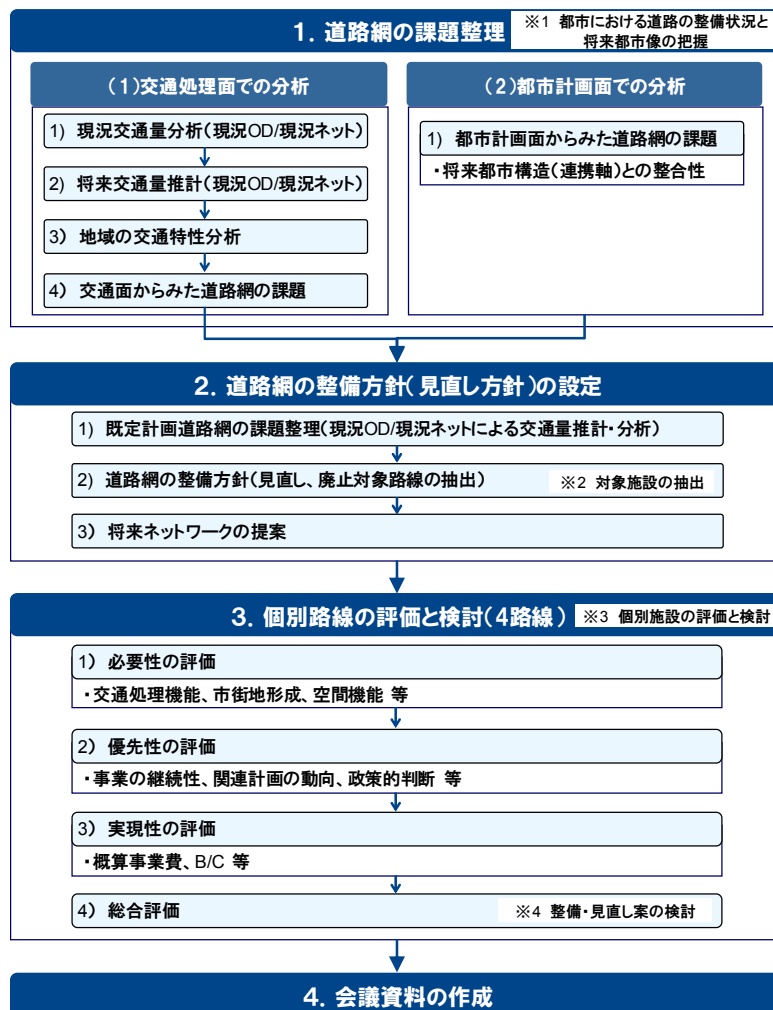 1．道路網の課題整理
※1 都市における道路の整備状況と
将来都市像の把握
（1）交通処理面での分析
1) 現況交通量分析（現況OD/現況ネット）
2) 将来交通量推計（現況OD/現況ネット）
3） 地域の交通特性分析
4） 交通面からみた道路網の課題
（2）都市計画面での分析
1) 都市計画面からみた道路網の課題
・将来都市構造（連携軸）との整合性
2．道路網の整備方針（見直し方針）の設定
1) 既定計画道路網の課題整理（現況OD/現況ネットによる交通量推計・分析）
2) 道路網の整備方針（見直し、廃止対象路線の抽出）
※2 対象施設の抽出
3） 将来ネットワークの提案
3．個別路線の評価と検討（4路線）
※3 個別施設の評価と検討
1） 必要性の評価
・交通処理機能、市街地形成、空間機能 等
2） 優先性の評価
・事業の継続性、関連計画の動向、政策的判断 等
3） 実現性の評価
・概算事業費、B/C 等
4） 総合評価
※4 整備・見直し案の検討
4．会議資料の作成